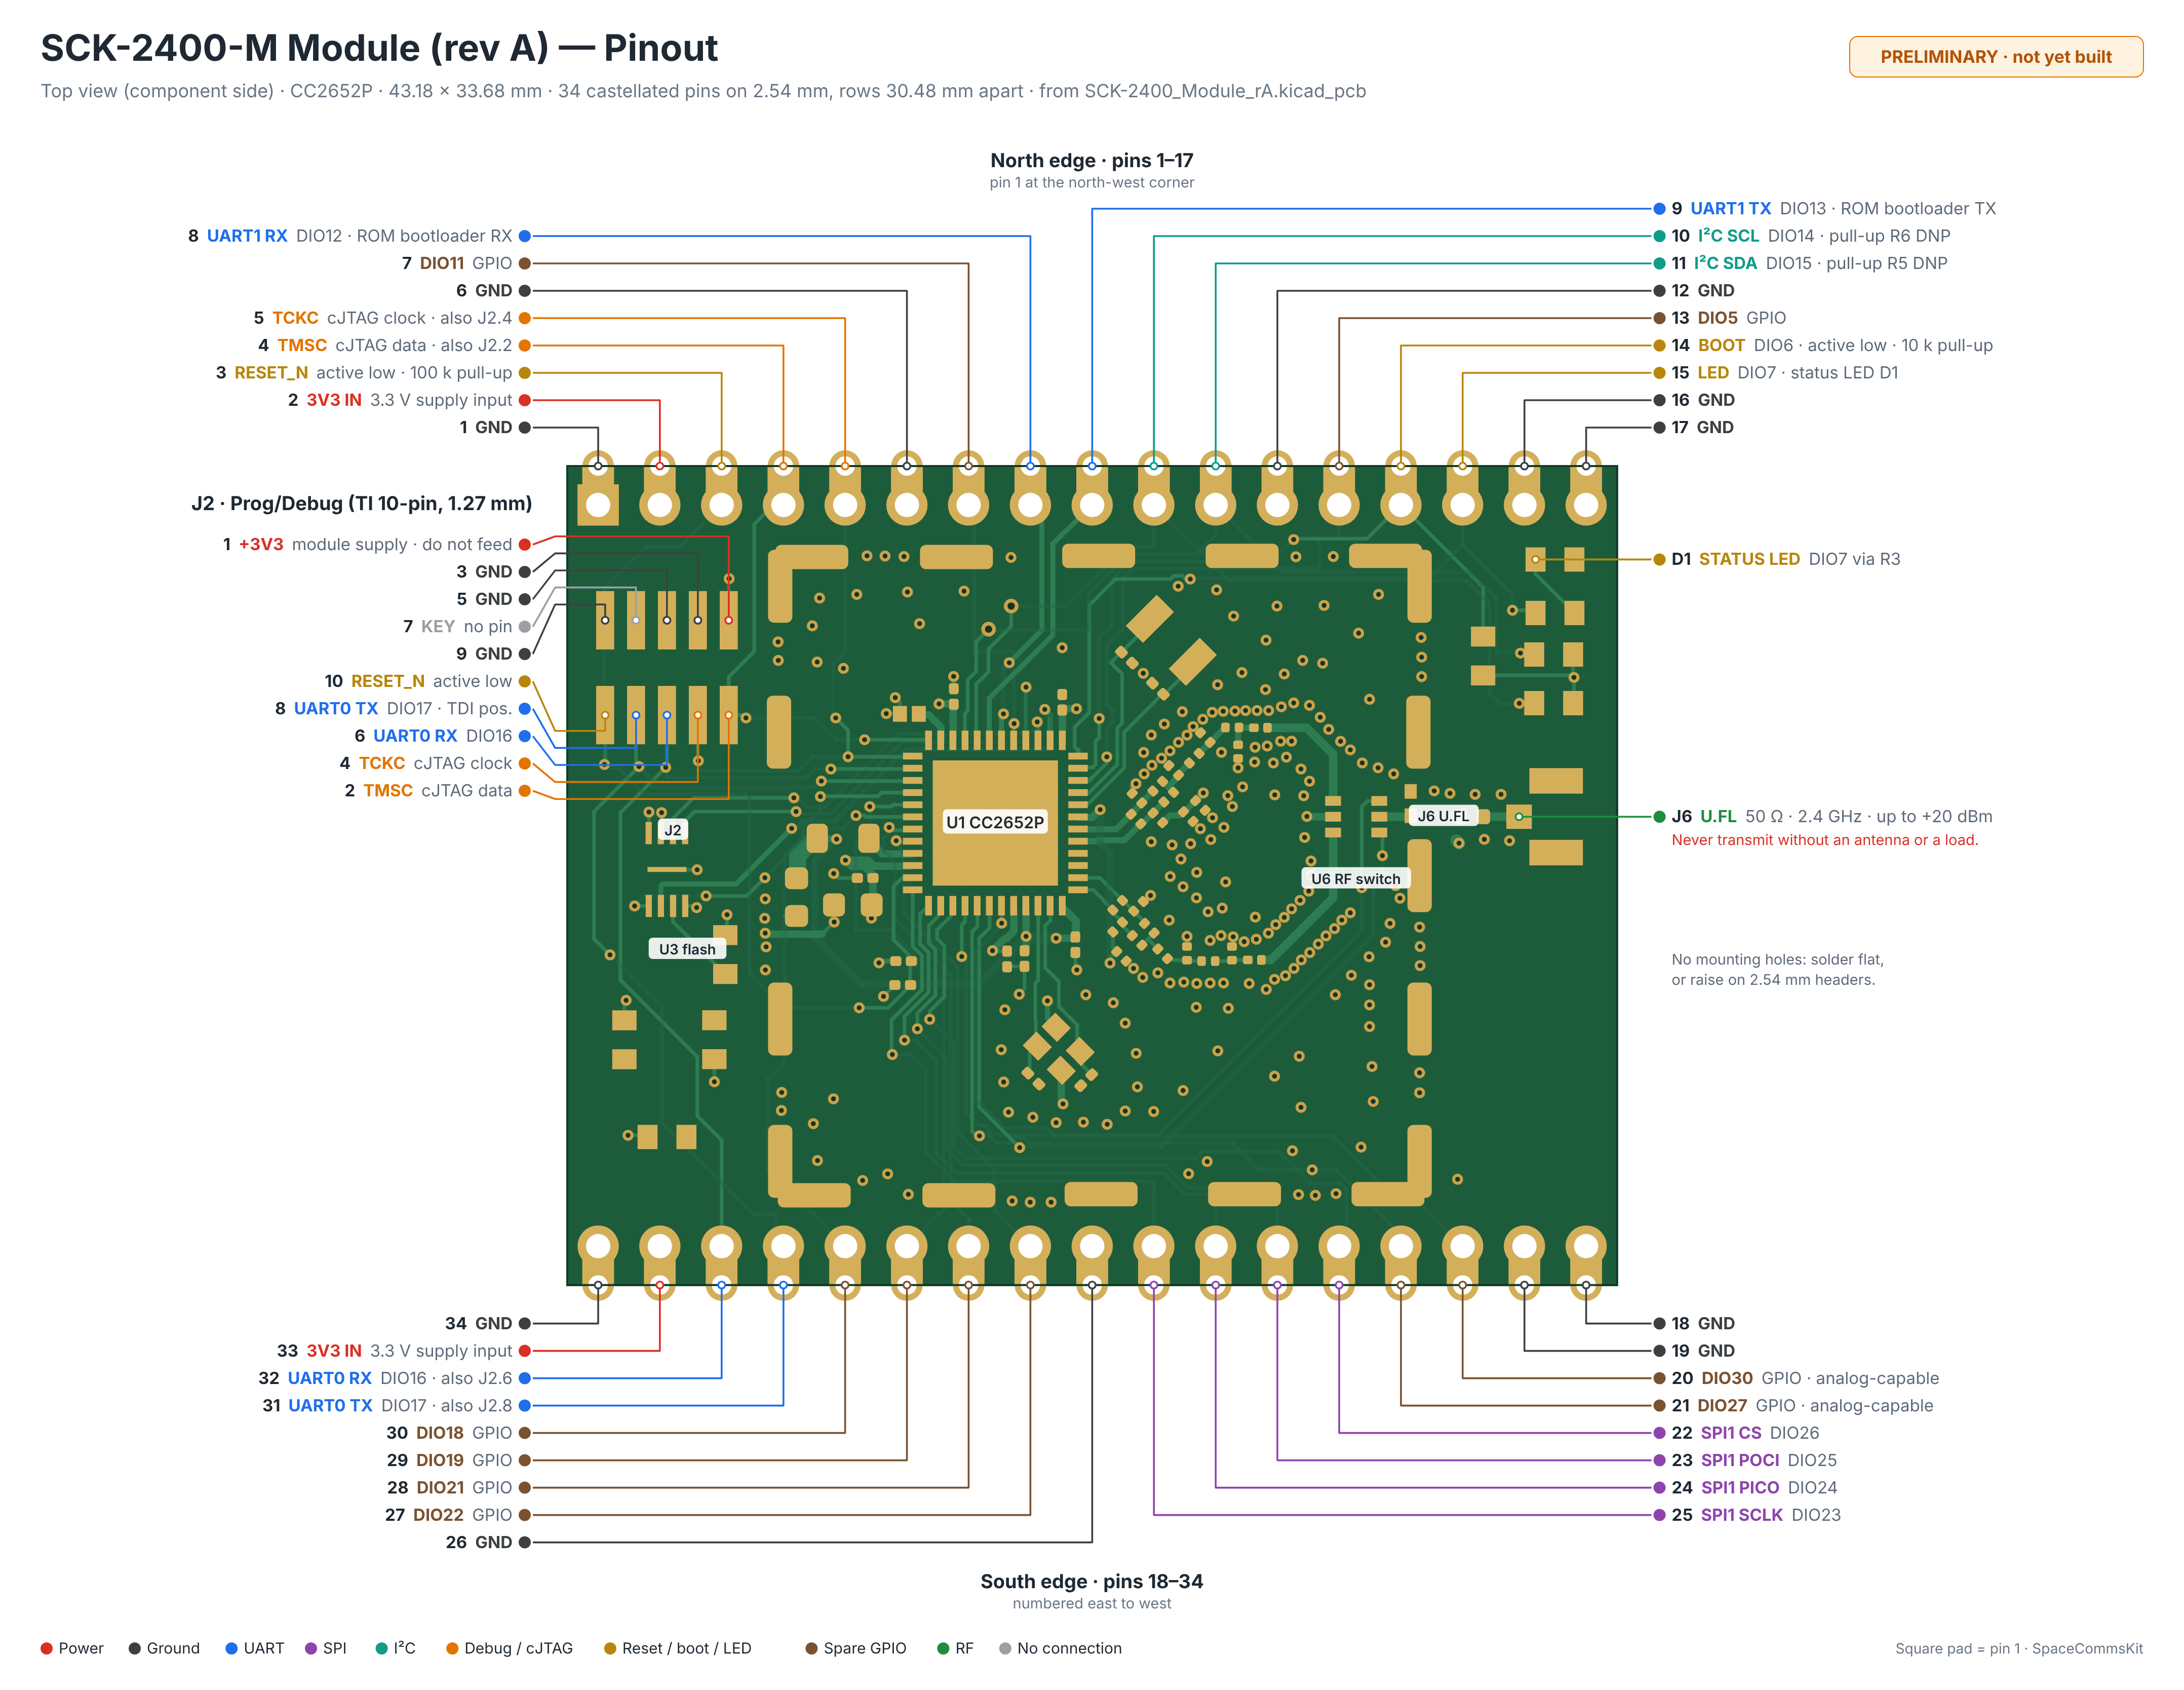 SCK-2400-M Module (rev A) — Pinout
PRELIMINARY · not yet built
Top view (component side) · CC2652P · 43.18 × 33.68 mm · 34 castellated pins on 2.54 mm, rows 30.48 mm apart · from SCK-2400_Module_rA.kicad_pcb
North edge · pins 1–17
pin 1 at the north-west corner
8 UART1 RX DIO12 · ROM bootloader RX
7 DIO11 GPIO
6 GND
5 TCKC cJTAG clock · also J2.4
4 TMSC cJTAG data · also J2.2
3 RESET_N active low · 100 k pull-up
2 3V3 IN 3.3 V supply input
1 GND
9 UART1 TX DIO13 · ROM bootloader TX
10 I²C SCL DIO14 · pull-up R6 DNP
11 I²C SDA DIO15 · pull-up R5 DNP
12 GND
13 DIO5 GPIO
14 BOOT DIO6 · active low · 10 k pull-up
15 LED DIO7 · status LED D1
16 GND
17 GND
J2 · Prog/Debug (TI 10-pin, 1.27 mm)
1 +3V3 module supply · do not feed
3 GND
5 GND
7 KEY no pin
9 GND
10 RESET_N active low
8 UART0 TX DIO17 · TDI pos.
6 UART0 RX DIO16
4 TCKC cJTAG clock
2 TMSC cJTAG data
J2
U3 flash
U1 CC2652P
J6 U.FL
U6 RF switch
D1 STATUS LED DIO7 via R3
J6 U.FL 50 Ω · 2.4 GHz · up to +20 dBm
Never transmit without an antenna or a load.
No mounting holes: solder flat,
or raise on 2.54 mm headers.
34 GND
33 3V3 IN 3.3 V supply input
32 UART0 RX DIO16 · also J2.6
31 UART0 TX DIO17 · also J2.8
30 DIO18 GPIO
29 DIO19 GPIO
28 DIO21 GPIO
27 DIO22 GPIO
26 GND
18 GND
19 GND
20 DIO30 GPIO · analog-capable
21 DIO27 GPIO · analog-capable
22 SPI1 CS DIO26
23 SPI1 POCI DIO25
24 SPI1 PICO DIO24
25 SPI1 SCLK DIO23
South edge · pins 18–34
numbered east to west
Power
Ground
UART
SPI
I²C
Debug / cJTAG
Reset / boot / LED
Spare GPIO
RF
No connection
Square pad = pin 1 · SpaceCommsKit